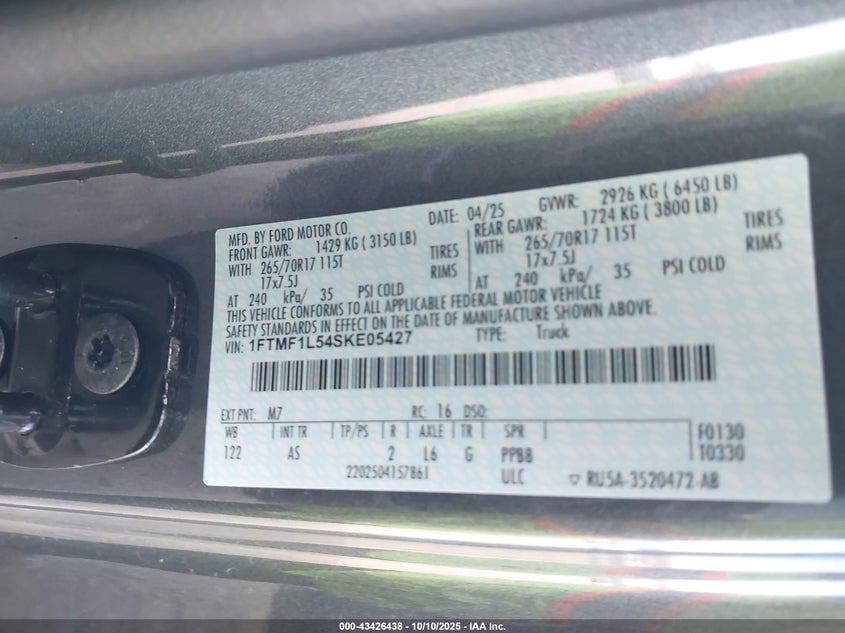 MFD. BY FORD MOTOR CO.
DATE: 04/25 GVWR: 2926 KG ( 6450 LB)
FRONT GAWR: 1429 KG ( 3150 LB) REAR GAWR: 1724 KG ( 3800 LB)
WITH 265/70R17 115T TIRES WITH 265/70R17 115T TIRES
17x7.5J RIMS 17x7.5J RIMS
AT 240 kPa/ 35 PSI COLD AT 240 kPa/ 35 PSI COLD
THIS VEHICLE CONFORMS TO ALL APPLICABLE FEDERAL MOTOR VEHICLE
SAFETY STANDARDS IN EFFECT ON THE DATE OF MANUFACTURE SHOWN ABOVE.
VIN: 1FTMF1L54SKE05427 TYPE: Truck
EXT PNT: M7 RC: 16 DSO:
WB INT TR TP/PS R AXLE TR SPR F0130
122 AS 2 L6 G PPB8 T0330
2202504157861 ULC ▽ RU5A-3520472-AB
000-43426438 - 10/10/2025 - IAA Inc.